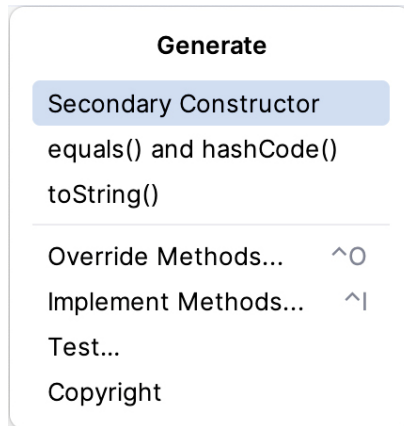 Generate
Secondary Constructor
equals() and hashCode()
toString()
Override Methods... ^O
Implement Methods... ^I
Test...
Copyright